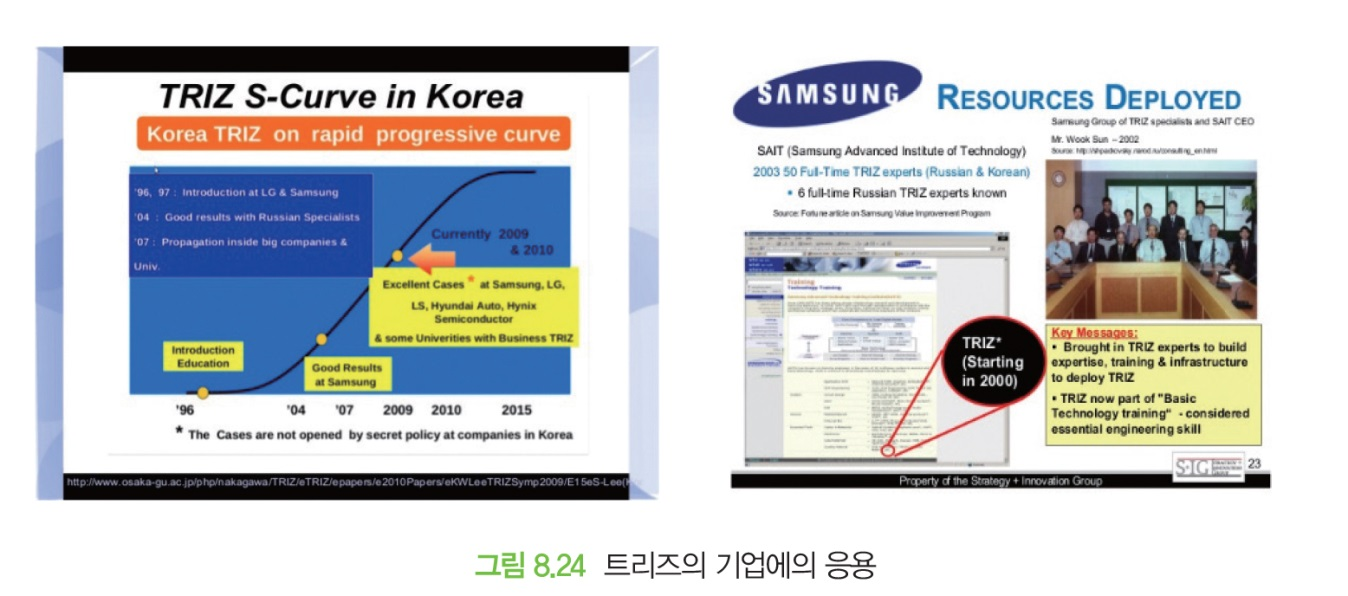 TRIZ S-Curve in Korea
Korea TRIZ on rapid progressive curve
'96, 97 : Introduction at LG & Samsung
'04 : Good results with Russian Specialists
'07 : Propagation inside big companies &
Univ.
Currently 2009
& 2010
Excellent Cases * at Samsung, LG,
LS, Hyundai Auto, Hynix
Semiconductor
& some Univerities with Business TRIZ
Introduction
Education
Good Results
at Samsung
'96 '04 '07 2009 2010 2015
* The Cases are not opened by secret policy at companies in Korea
http://www.osaka-gu.ac.jp/php/nakagawa/TRIZ/eTRIZ/epapers/e2010Papers/eKWLeeTRIZSymp2009/E15eS-Lee(
SAMSUNG
RESOURCES DEPLOYED
Samsung Group of TRIZ specialists and SAIT CEO
Mr. Wook Sun – 2002
SAIT (Samsung Advanced Institute of Technology)
2003 50 Full-Time TRIZ experts (Russian & Korean)
• 6 full-time Russian TRIZ experts known
Source: Fortune article on Samsung Value Improvement Program
Training
Technology Training
TRIZ*
(Starting
in 2000)
Key Messages:
▪ Brought in TRIZ experts to build
expertise, training & infrastructure
to deploy TRIZ
▪ TRIZ now part of "Basic
Technology training" - considered
essential engineering skill
S·I·G
23
Property of the Strategy + Innovation Group
그림 8.24 트리즈의 기업에의 응용